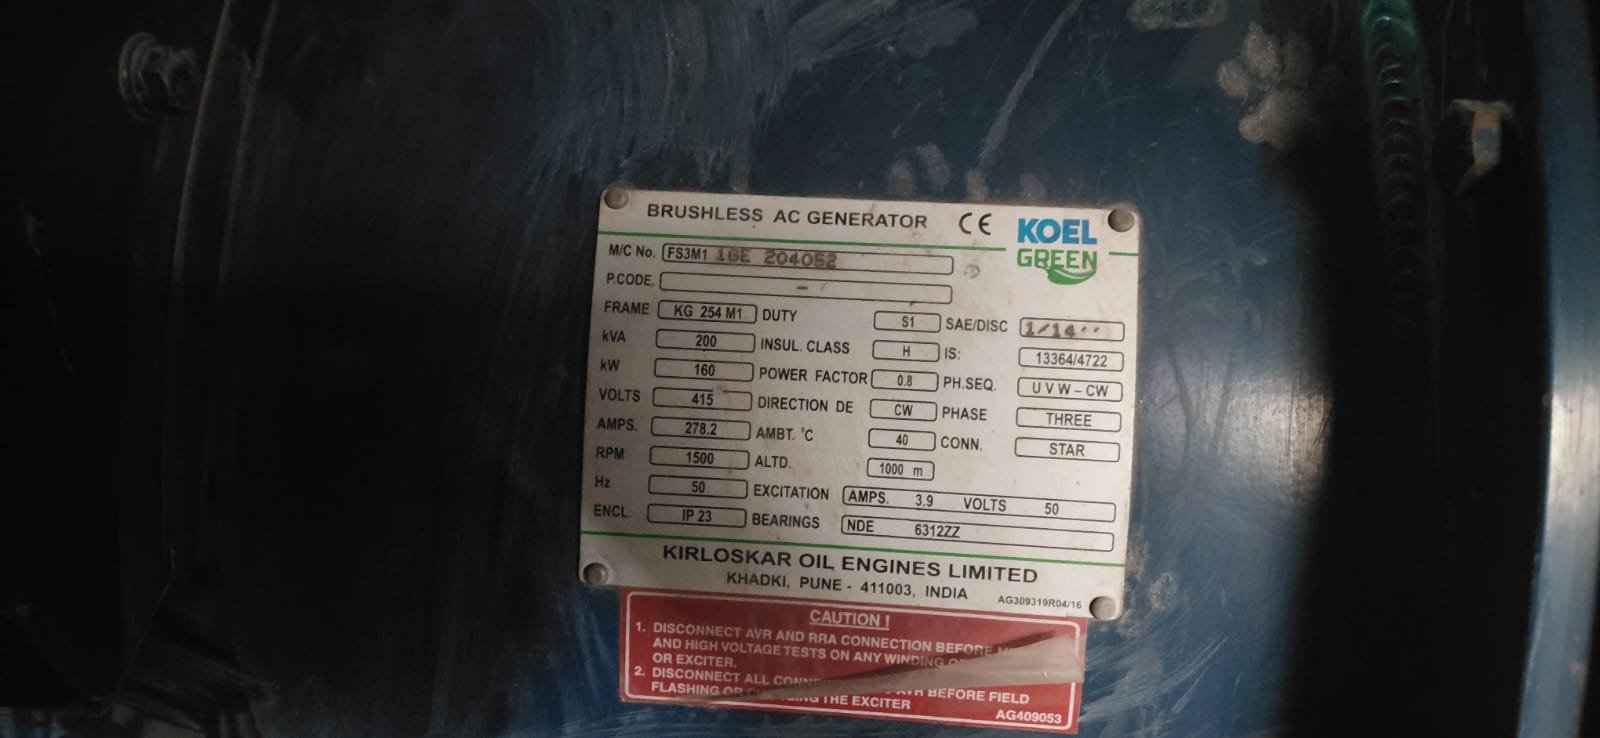 BRUSHLESS AC GENERATOR CE KOEL
GREEN
M/C No. FS3M1 1GE 204052
P.CODE. –
FRAME KG 254 M1 DUTY S1 SAE/DISC 1/14"
kVA 200 INSUL. CLASS H IS: 13364/4722
kW 160 POWER FACTOR 0.8 PH.SEQ. U V W – CW
VOLTS 415 DIRECTION DE CW PHASE THREE
AMPS. 278.2 AMBT. °C 40 CONN. STAR
RPM 1500 ALTD. 1000 m
Hz 50 EXCITATION AMPS. 3.9 VOLTS 50
ENCL. IP 23 BEARINGS NDE 6312ZZ
KIRLOSKAR OIL ENGINES LIMITED
KHADKI, PUNE - 411003, INDIA
AG309319R04/16
CAUTION !
1. DISCONNECT AVR AND RRA CONNECTION BEFORE
AND HIGH VOLTAGE TESTS ON ANY WINDING
OR EXCITER.
2. DISCONNECT ALL BEFORE FIELD
FLASHING THE EXCITER
AG409053